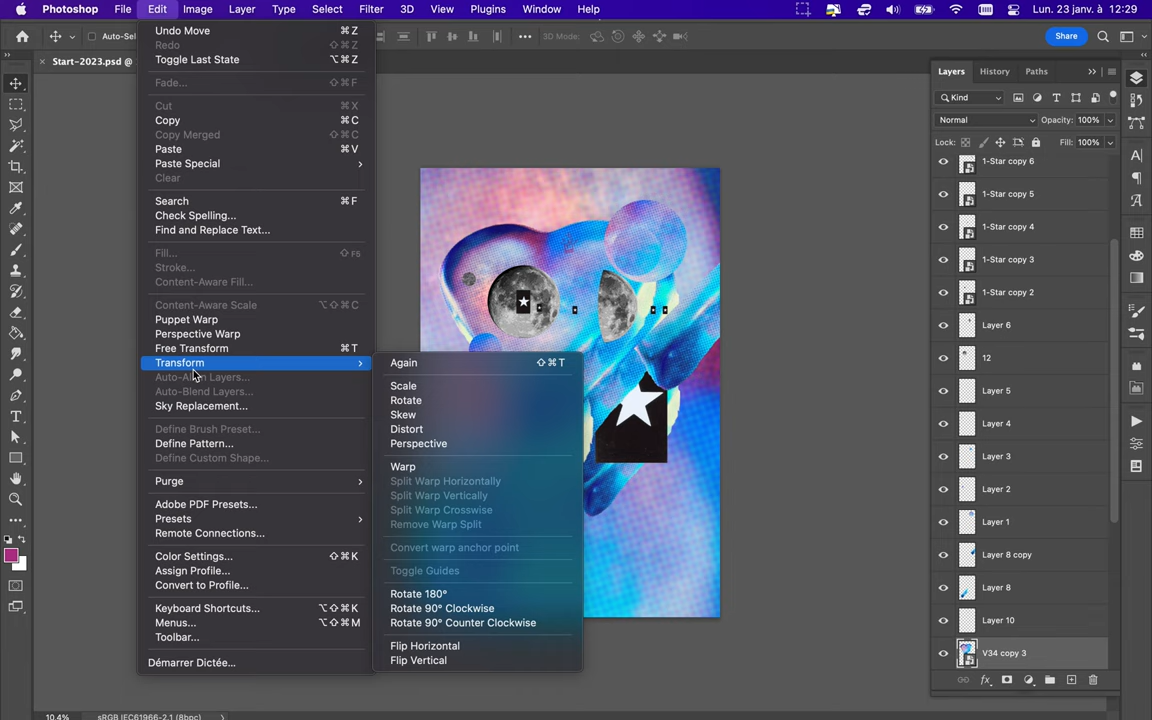 Photoshop File Edit Image Layer Type Select Filter 3D View Plugins Window Help Lun. 23 janv. à 12:29
Auto-Sel
3D Mode:
Share
Start-2023.psd @
Undo Move ⌘Z
Redo ⇧⌘Z
Toggle Last State ⌥⌘Z
Fade... ⇧⌘F
Cut ⌘X
Copy ⌘C
Copy Merged ⇧⌘C
Paste ⌘V
Paste Special
Clear
Search ⌘F
Check Spelling...
Find and Replace Text...
Fill... ⇧F5
Stroke...
Content-Aware Fill...
Content-Aware Scale ⌥⇧⌘C
Puppet Warp
Perspective Warp
Free Transform ⌘T
Transform
Auto-Align Layers...
Auto-Blend Layers...
Sky Replacement...
Define Brush Preset...
Define Pattern...
Define Custom Shape...
Purge
Adobe PDF Presets...
Presets
Remote Connections...
Color Settings... ⇧⌘K
Assign Profile...
Convert to Profile...
Keyboard Shortcuts... ⌥⇧⌘K
Menus... ⌥⇧⌘M
Toolbar...
Démarrer Dictée...
Again ⇧⌘T
Scale
Rotate
Skew
Distort
Perspective
Warp
Split Warp Horizontally
Split Warp Vertically
Split Warp Crosswise
Remove Warp Split
Convert warp anchor point
Toggle Guides
Rotate 180°
Rotate 90° Clockwise
Rotate 90° Counter Clockwise
Flip Horizontal
Flip Vertical
Layers History Paths
Kind
Normal Opacity: 100%
Lock: Fill: 100%
1-Star copy 6
1-Star copy 5
1-Star copy 4
1-Star copy 3
1-Star copy 2
Layer 6
12
Layer 5
Layer 4
Layer 3
Layer 2
Layer 1
Layer 8 copy
Layer 8
Layer 10
V34 copy 3
10.4% sRGB IEC61966-2.1 (8bpc)